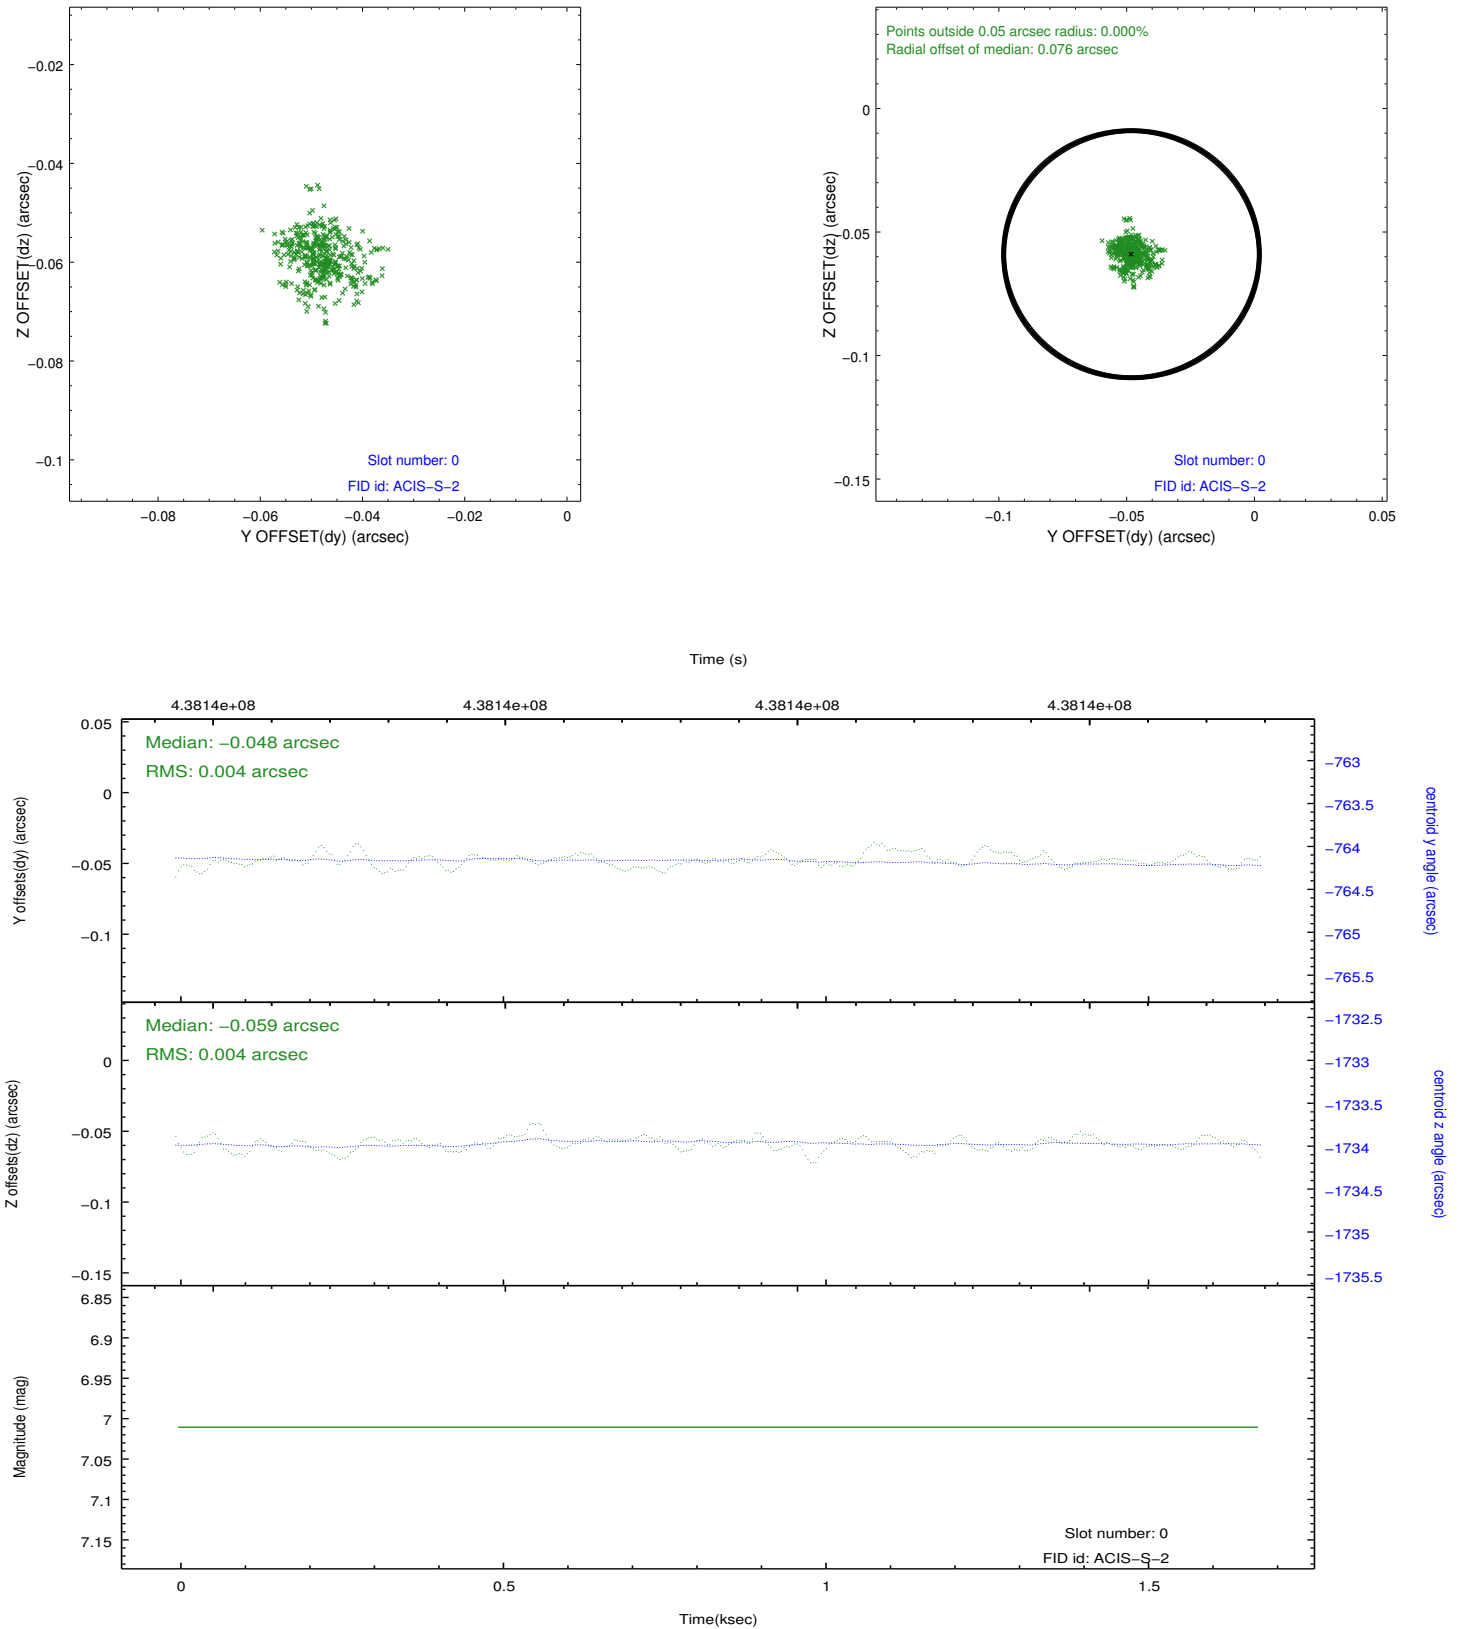 −0.02
−0.04
−0.06
−0.08
−0.1
Z OFFSET(dz) (arcsec)
Slot number: 0
FID id: ACIS−S−2
−0.08
−0.06
−0.04
−0.02
0
Y OFFSET(dy) (arcsec)
Points outside 0.05 arcsec radius: 0.000%
Radial offset of median: 0.076 arcsec
0
−0.05
−0.1
−0.15
Z OFFSET(dz) (arcsec)
Slot number: 0
FID id: ACIS−S−2
−0.1
−0.05
0
0.05
Y OFFSET(dy) (arcsec)
Time (s)
4.3814e+08
4.3814e+08
4.3814e+08
4.3814e+08
Median: −0.048 arcsec
RMS: 0.004 arcsec
0.05
0
−0.05
−0.1
Y offsets(dy) (arcsec)
−763
−763.5
−764
−764.5
−765
−765.5
centroid y angle (arcsec)
Median: −0.059 arcsec
RMS: 0.004 arcsec
0
−0.05
−0.1
−0.15
Z offsets(dz) (arcsec)
−1732.5
−1733
−1733.5
−1734
−1734.5
−1735
−1735.5
centroid z angle (arcsec)
6.85
6.9
6.95
7
7.05
7.1
7.15
Magnitude (mag)
Slot number: 0
FID id: ACIS−S−2
0
0.5
1
1.5
Time(ksec)